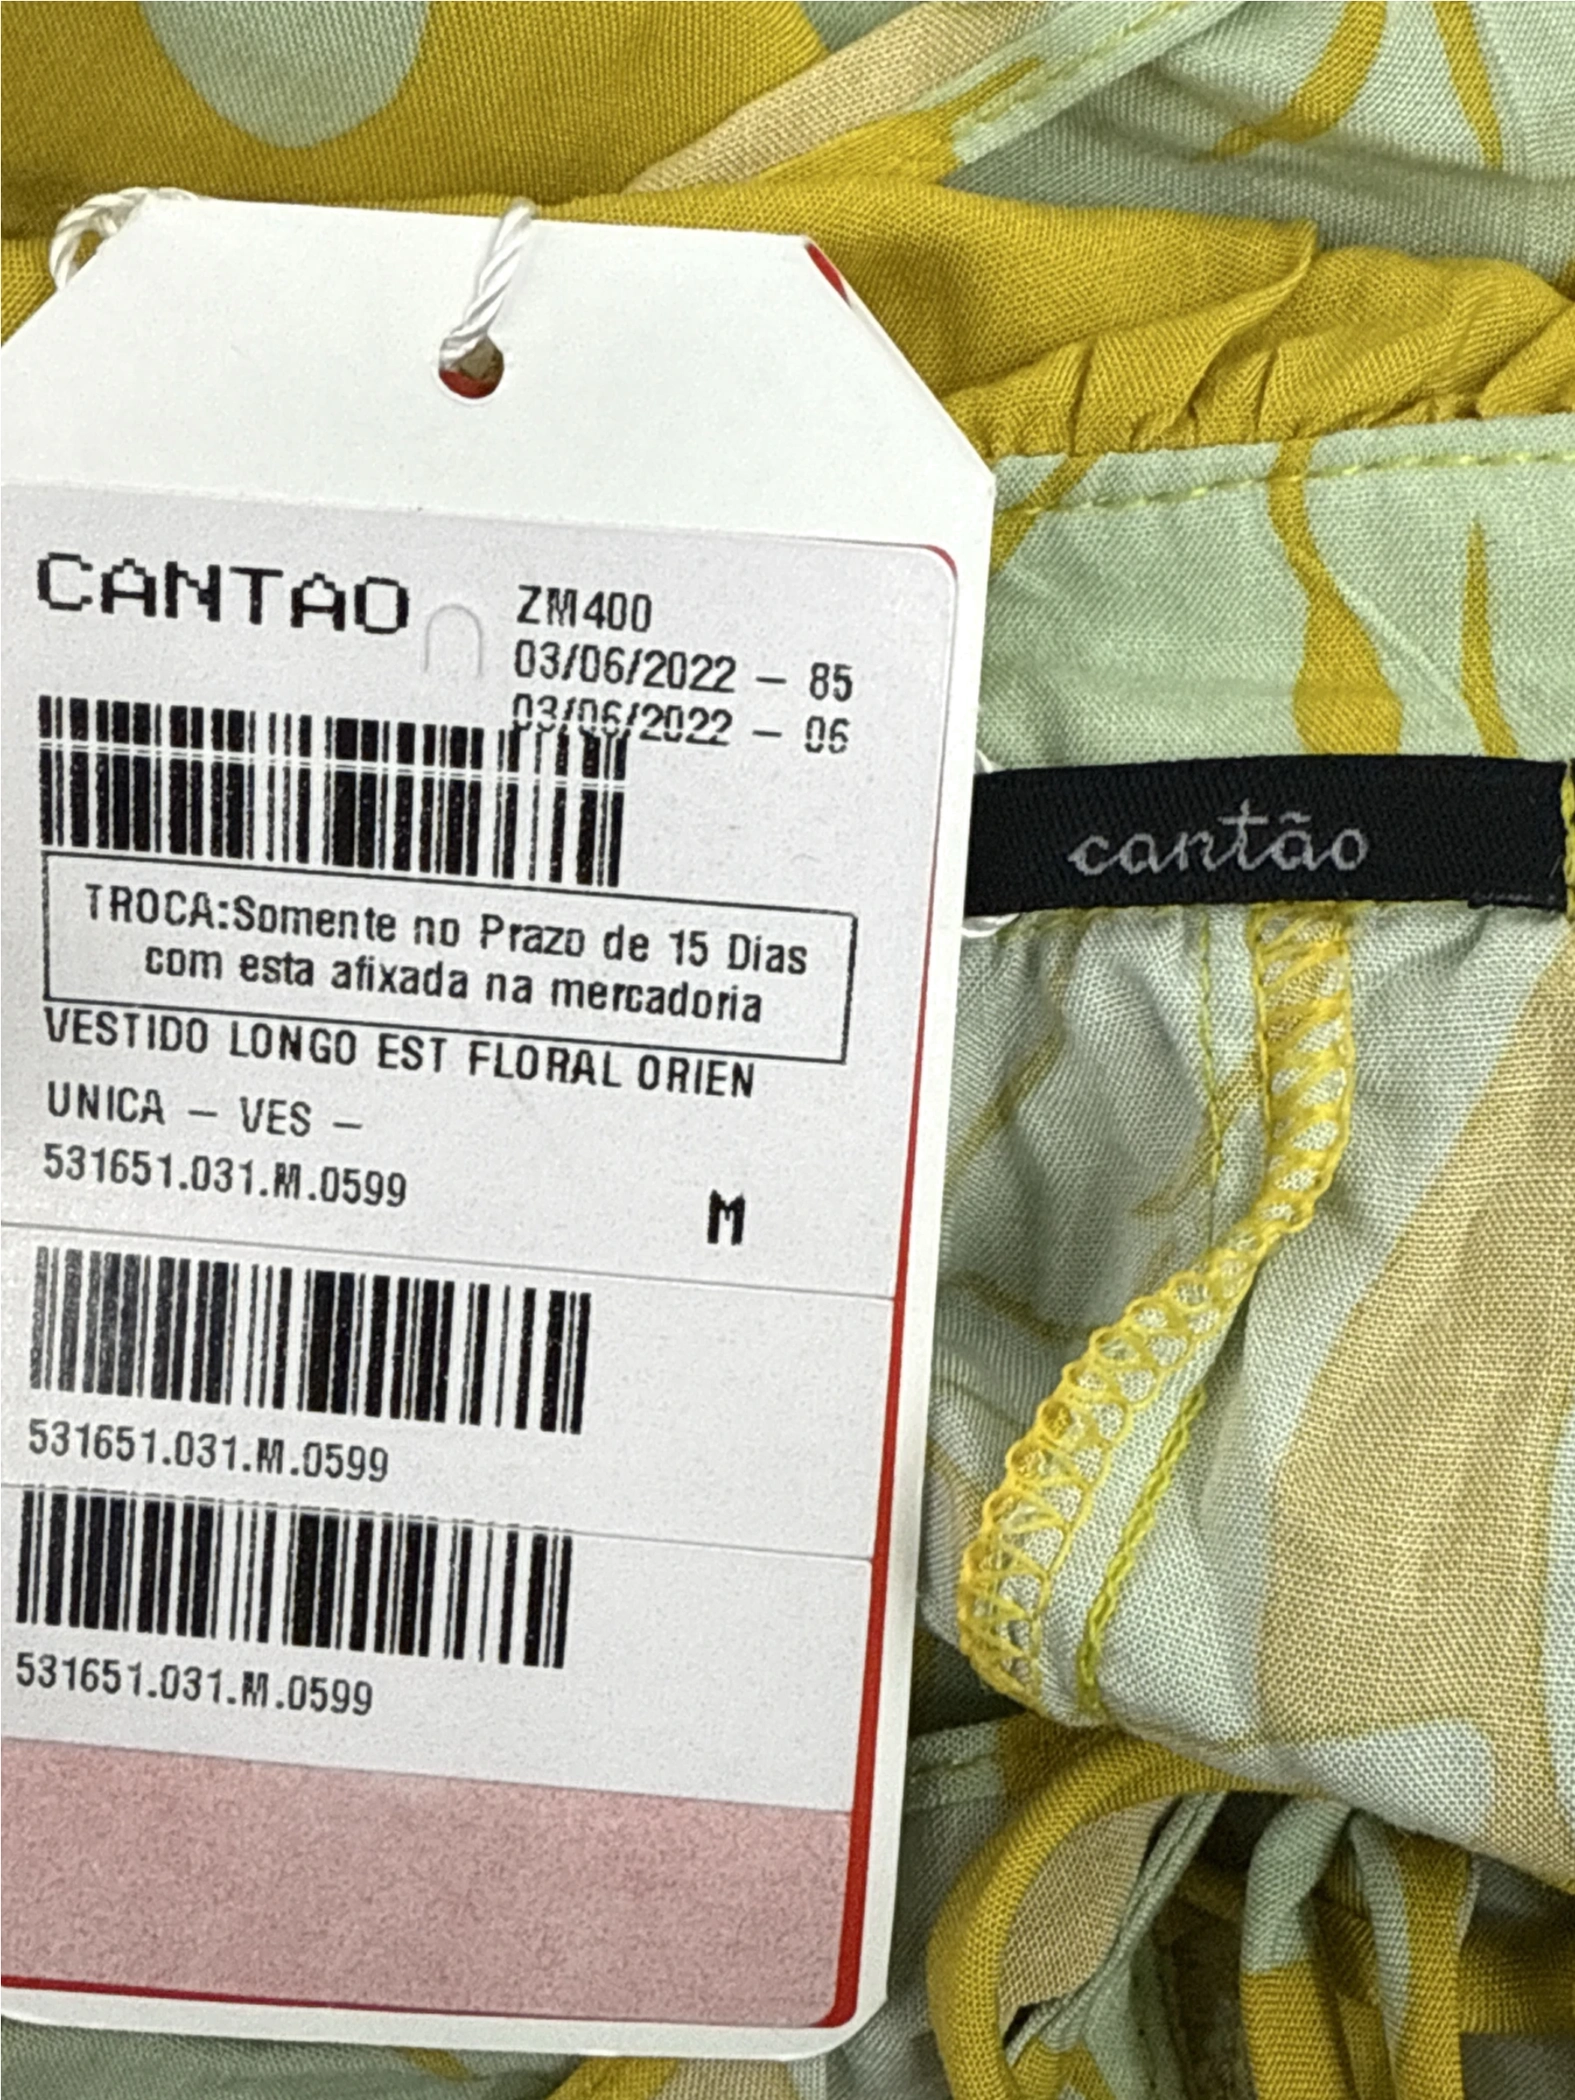 CANTAO
ZM400
03/06/2022 – 85
03/06/2022 – 06
TROCA:Somente no Prazo de 15 Dias
com esta afixada na mercadoria
VESTIDO LONGO EST FLORAL ORIEN
UNICA – VES –
531651.031.M.0599
M
531651.031.M.0599
531651.031.M.0599
cantão